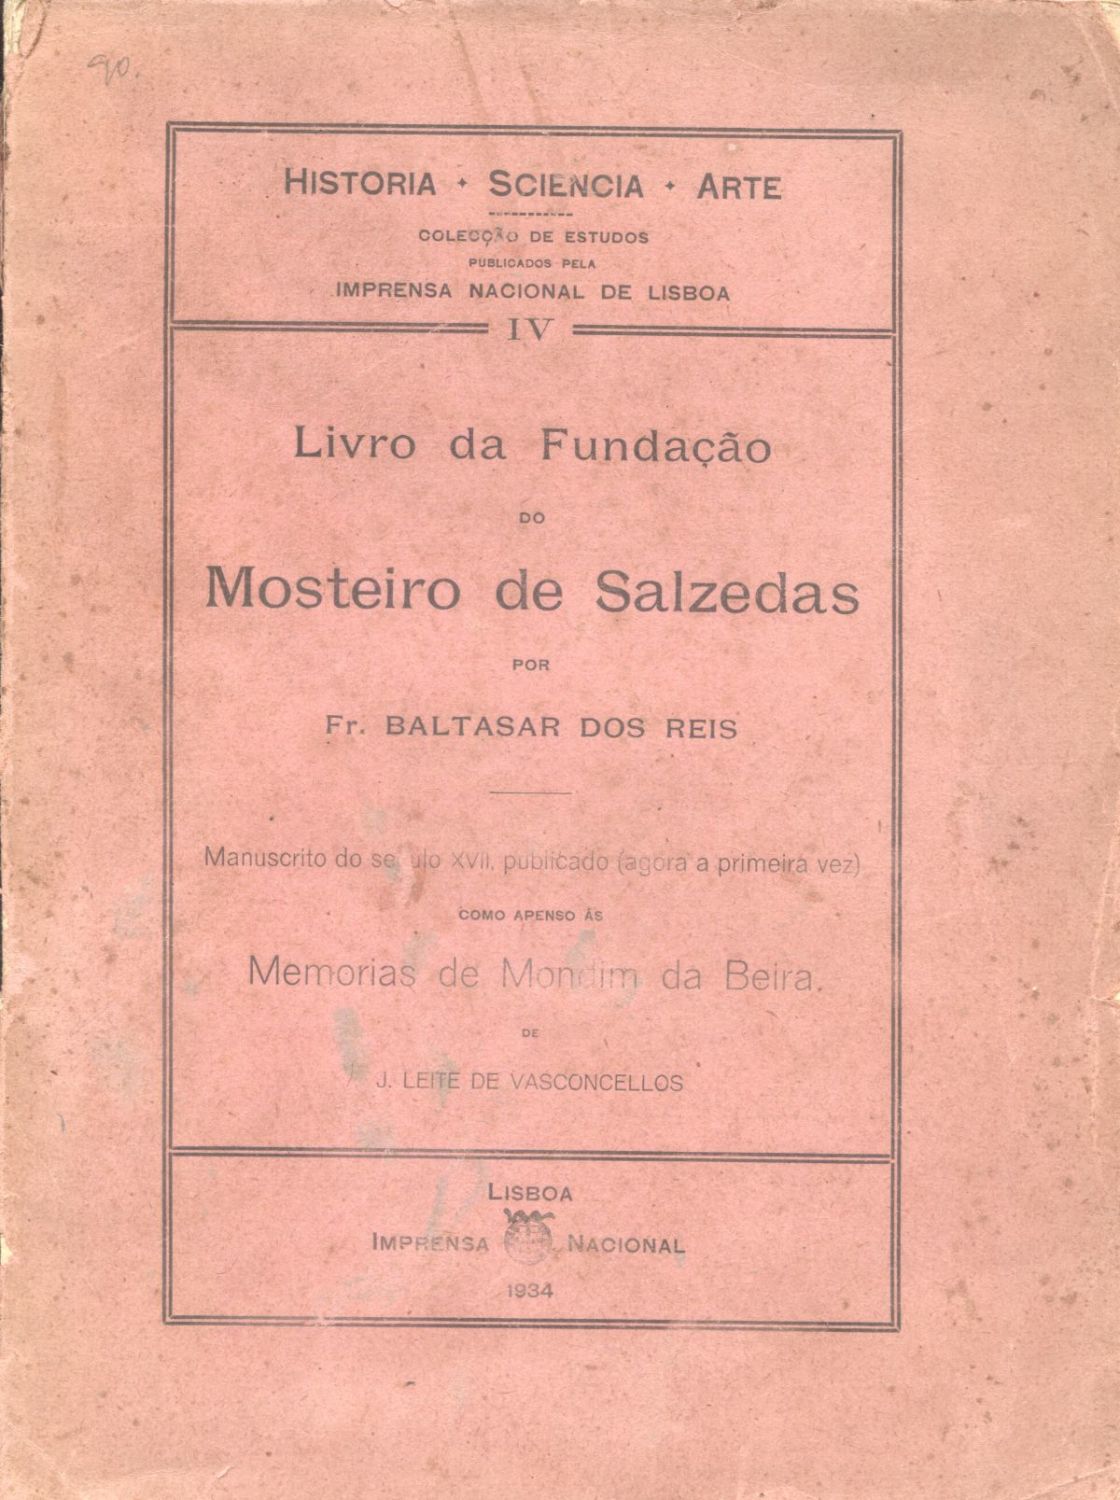 90.
HISTORIA + SCIENCIA + ARTE
COLECÇÃO DE ESTUDOS
PUBLICADOS PELA
IMPRENSA NACIONAL DE LISBOA
IV
Livro da Fundação
DO
Mosteiro de Salzedas
POR
Fr. BALTASAR DOS REIS
Manuscrito do seculo XVII, publicado (agora a primeira vez)
COMO APENSO ÁS
Memorias de Mondim da Beira.
DE
J. LEITE DE VASCONCELLOS
LISBOA
IMPRENSA NACIONAL
1934